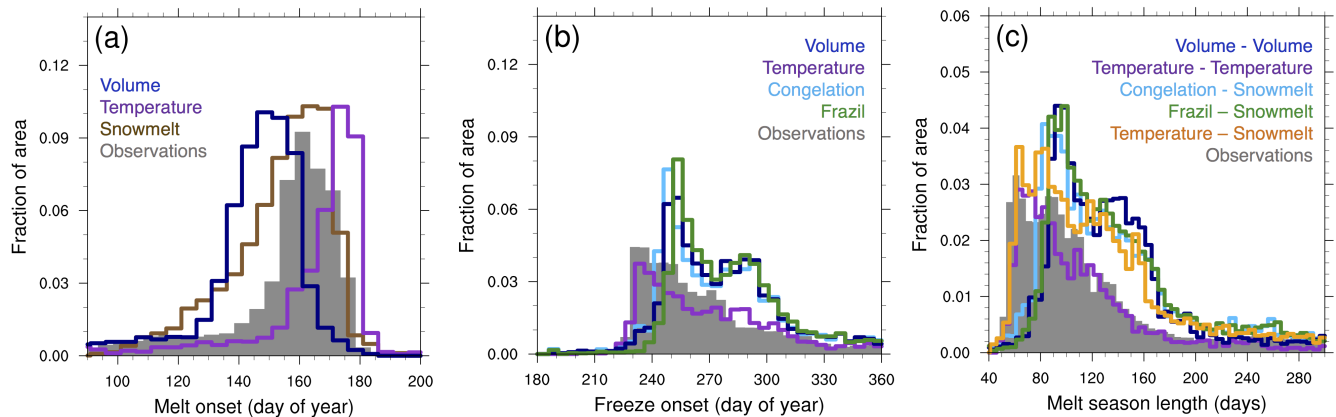 (a)
Volume
Temperature
Snowmelt
Observations
0.12
0.09
0.06
0.03
0.00
Fraction of area
100 120 140 160 180 200
Melt onset (day of year)
(b)
Volume
Temperature
Congelation
Frazil
Observations
0.12
0.09
0.06
0.03
0.00
Fraction of area
180 210 240 270 300 330 360
Freeze onset (day of year)
(c)
Volume - Volume
Temperature - Temperature
Congelation - Snowmelt
Frazil – Snowmelt
Temperature – Snowmelt
Observations
0.06
0.05
0.04
0.03
0.02
0.01
0.00
Fraction of area
40 80 120 160 200 240 280
Melt season length (days)